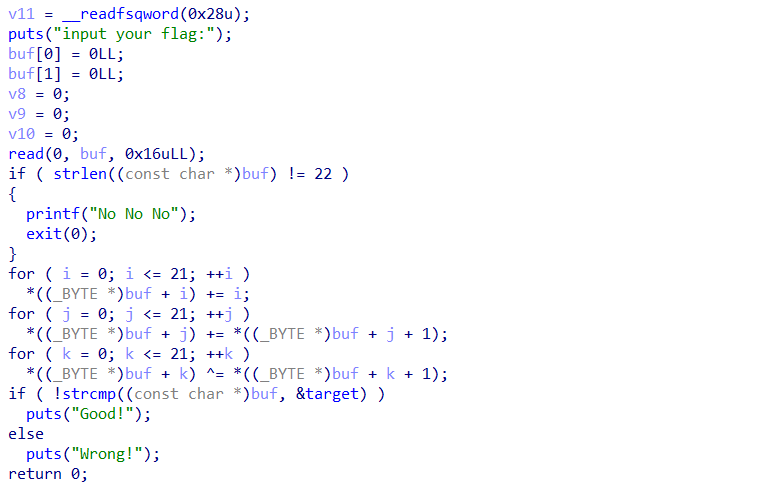 v11 = __readfsqword(0x28u);
puts("input your flag:");
buf[0] = 0LL;
buf[1] = 0LL;
v8 = 0;
v9 = 0;
v10 = 0;
read(0, buf, 0x16uLL);
if ( strlen((const char *)buf) != 22 )
{
  printf("No No No");
  exit(0);
}
for ( i = 0; i <= 21; ++i )
  *((_BYTE *)buf + i) += i;
for ( j = 0; j <= 21; ++j )
  *((_BYTE *)buf + j) += *((_BYTE *)buf + j + 1);
for ( k = 0; k <= 21; ++k )
  *((_BYTE *)buf + k) ^= *((_BYTE *)buf + k + 1);
if ( !strcmp((const char *)buf, &target) )
  puts("Good!");
else
  puts("Wrong!");
return 0;